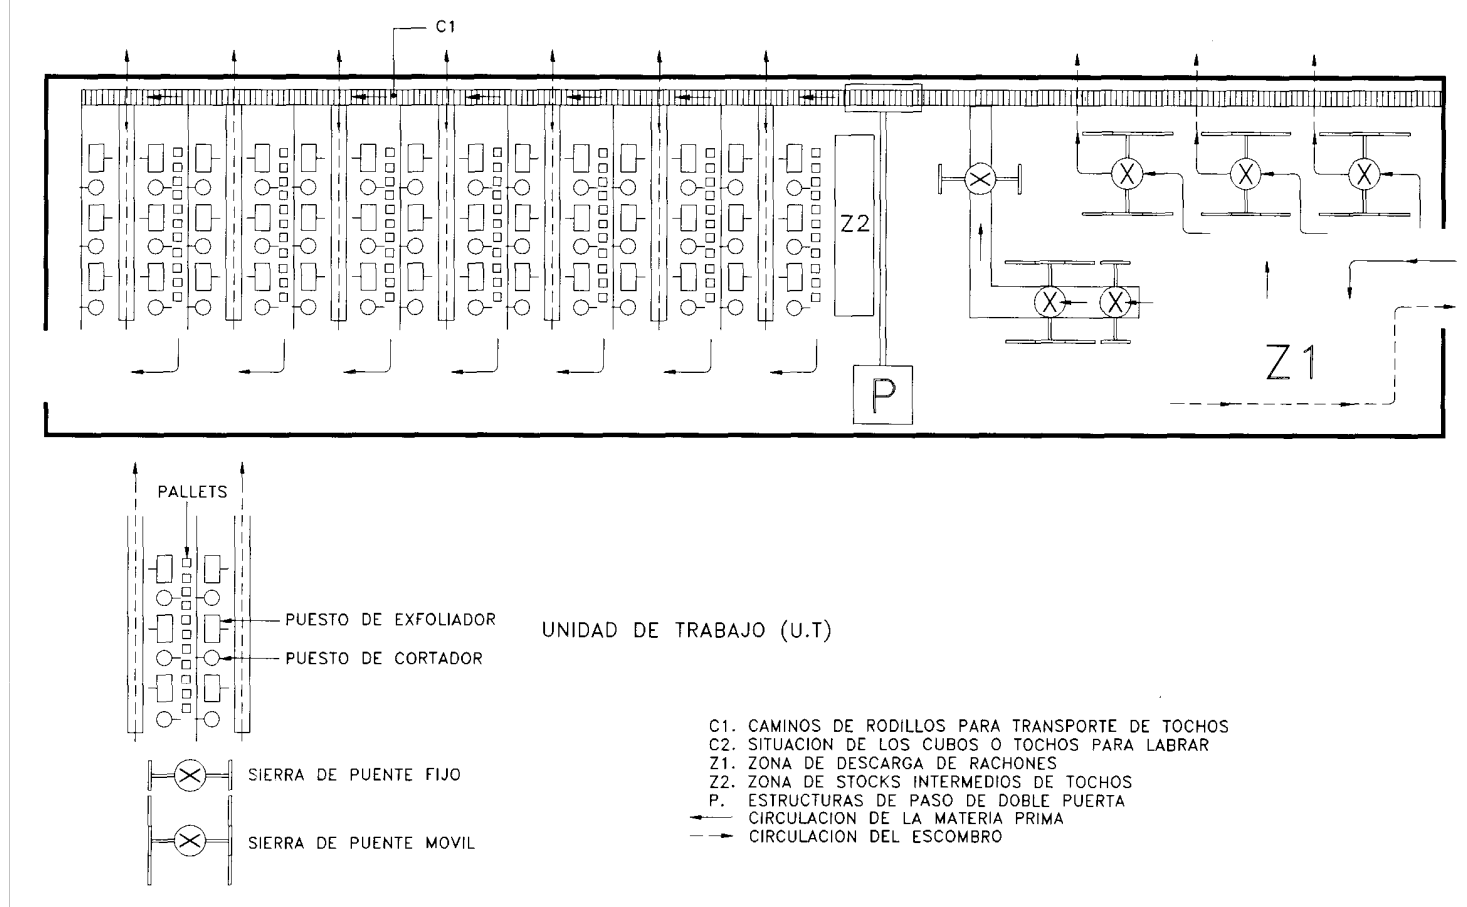 C1
Z2
Z1
P
PALLETS
PUESTO DE EXFOLIADOR
UNIDAD DE TRABAJO (U.T)
PUESTO DE CORTADOR
SIERRA DE PUENTE FIJO
SIERRA DE PUENTE MOVIL
C1. CAMINOS DE RODILLOS PARA TRANSPORTE DE TOCHOS
C2. SITUACION DE LOS CUBOS O TOCHOS PARA LABRAR
Z1. ZONA DE DESCARGA DE RACHONES
Z2. ZONA DE STOCKS INTERMEDIOS DE TOCHOS
P. ESTRUCTURAS DE PASO DE DOBLE PUERTA
CIRCULACION DE LA MATERIA PRIMA
CIRCULACION DEL ESCOMBRO